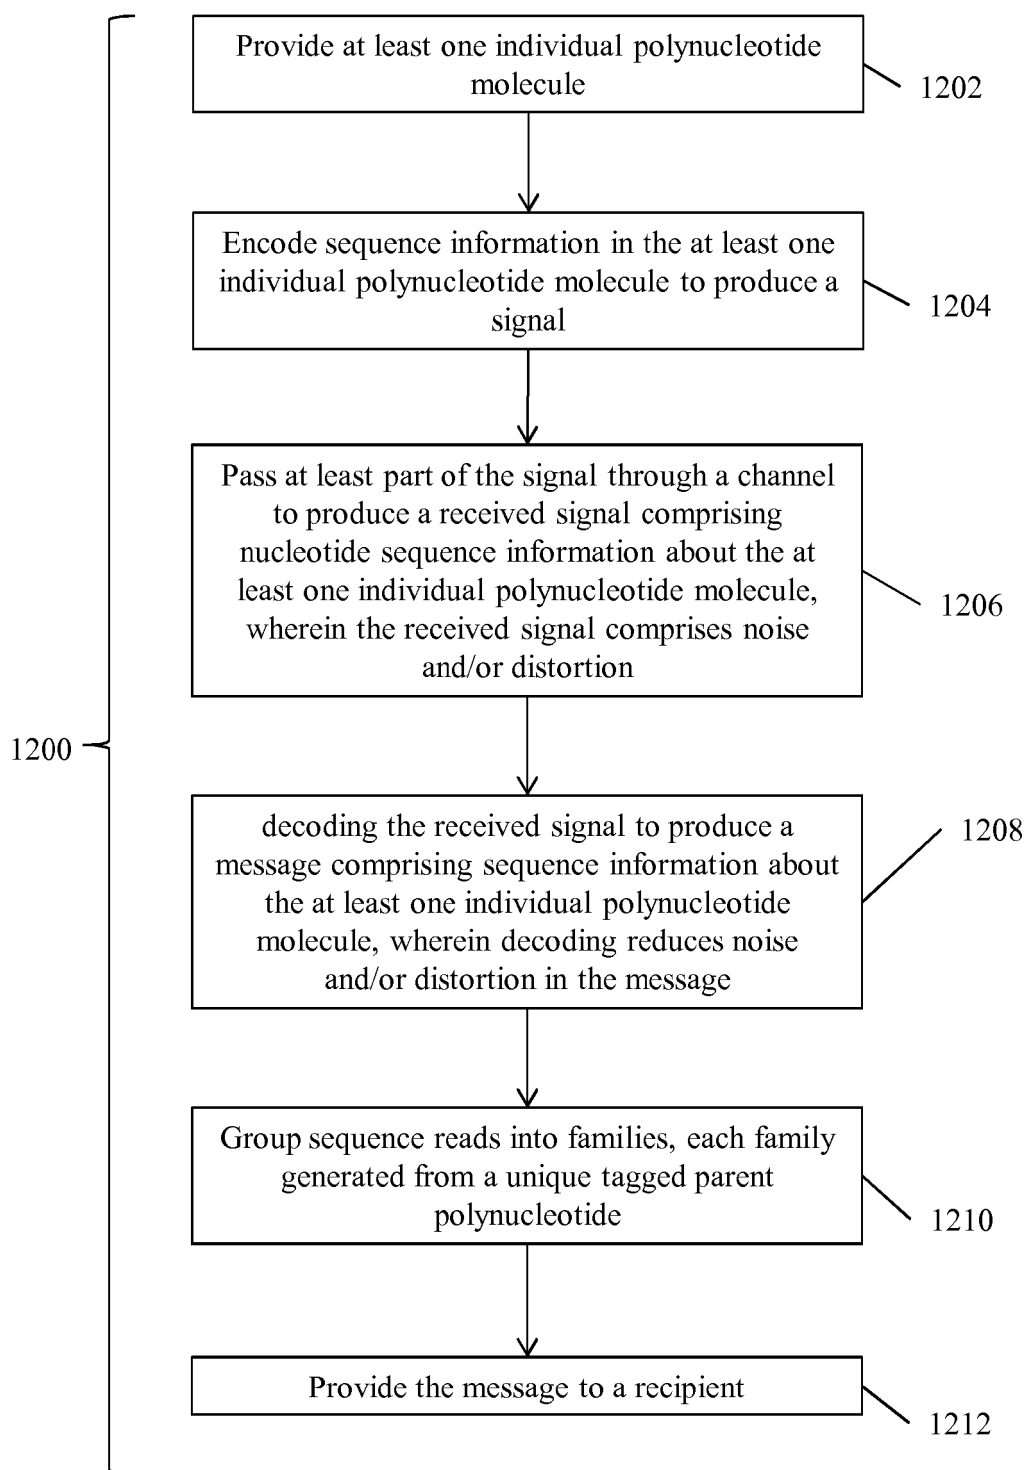 Provide at least one individual polynucleotide
molecule
1202
Encode sequence information in the at least one
individual polynucleotide molecule to produce a
signal
1204
Pass at least part of the signal through a channel
to produce a received signal comprising
nucleotide sequence information about the at
least one individual polynucleotide molecule,
wherein the received signal comprises noise
and/or distortion
1206
1200
decoding the received signal to produce a
message comprising sequence information about
the at least one individual polynucleotide
molecule, wherein decoding reduces noise
and/or distortion in the message
1208
Group sequence reads into families, each family
generated from a unique tagged parent
polynucleotide
1210
Provide the message to a recipient
1212